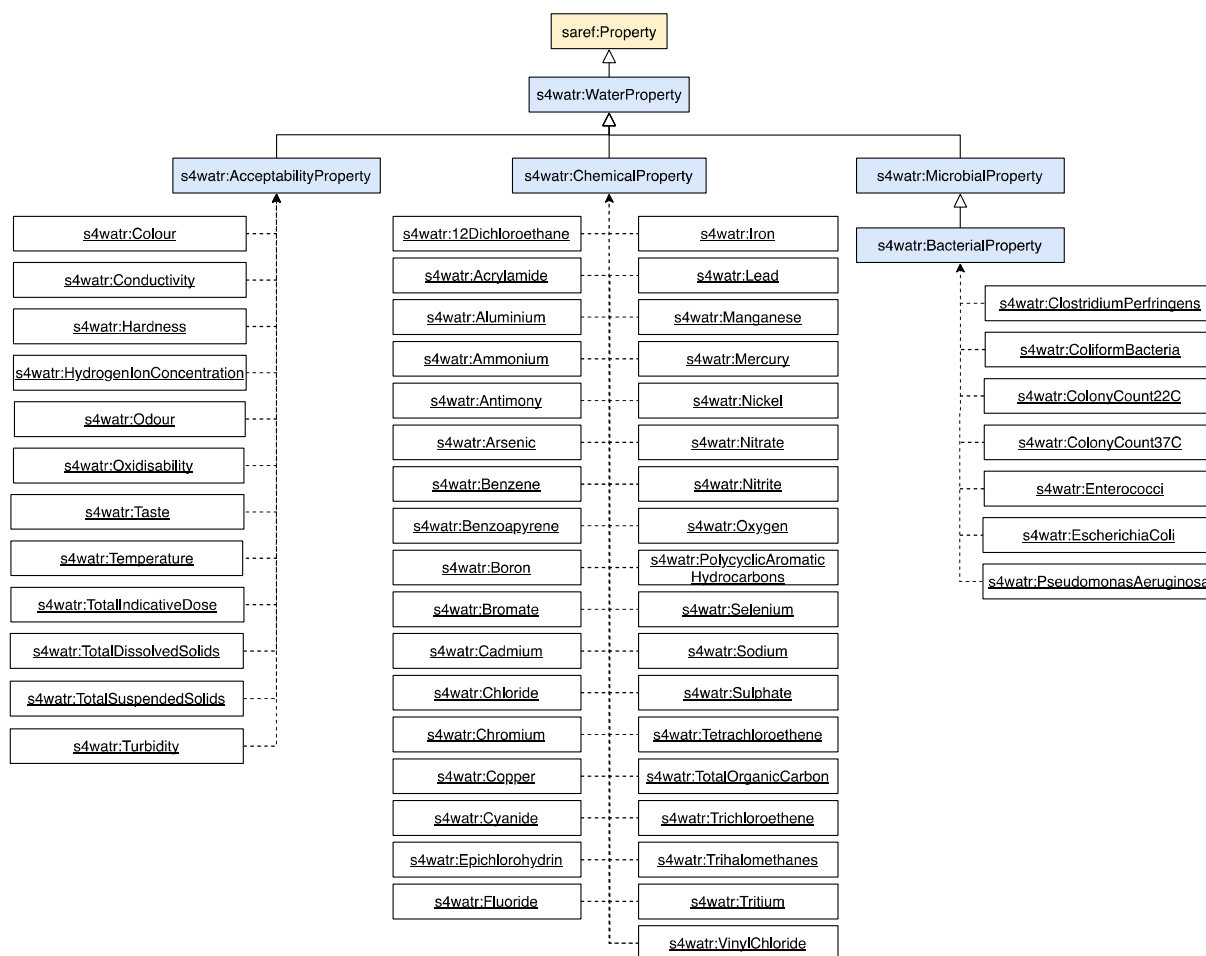 saref:Property
s4watr:WaterProperty
s4watr:AcceptabilityProperty
s4watr:ChemicalProperty
s4watr:MicrobialProperty
s4watr:BacterialProperty
s4watr:Colour
s4watr:Conductivity
s4watr:Hardness
s4watr:HydrogenIonConcentration
s4watr:Odour
s4watr:Oxidisability
s4watr:Taste
s4watr:Temperature
s4watr:TotalIndicativeDose
s4watr:TotalDissolvedSolids
s4watr:TotalSuspendedSolids
s4watr:Turbidity
s4watr:12Dichloroethane
s4watr:Acrylamide
s4watr:Aluminium
s4watr:Ammonium
s4watr:Antimony
s4watr:Arsenic
s4watr:Benzene
s4watr:Benzoapyrene
s4watr:Boron
s4watr:Bromate
s4watr:Cadmium
s4watr:Chloride
s4watr:Chromium
s4watr:Copper
s4watr:Cyanide
s4watr:Epichlorohydrin
s4watr:Fluoride
s4watr:Iron
s4watr:Lead
s4watr:Manganese
s4watr:Mercury
s4watr:Nickel
s4watr:Nitrate
s4watr:Nitrite
s4watr:Oxygen
s4watr:PolycyclicAromatic
Hydrocarbons
s4watr:Selenium
s4watr:Sodium
s4watr:Sulphate
s4watr:Tetrachloroethene
s4watr:TotalOrganicCarbon
s4watr:Trichloroethene
s4watr:Trihalomethanes
s4watr:Tritium
s4watr:VinylChloride
s4watr:ClostridiumPerfringens
s4watr:ColiformBacteria
s4watr:ColonyCount22C
s4watr:ColonyCount37C
s4watr:Enterococci
s4watr:EscherichiaColi
s4watr:PseudomonasAeruginosa